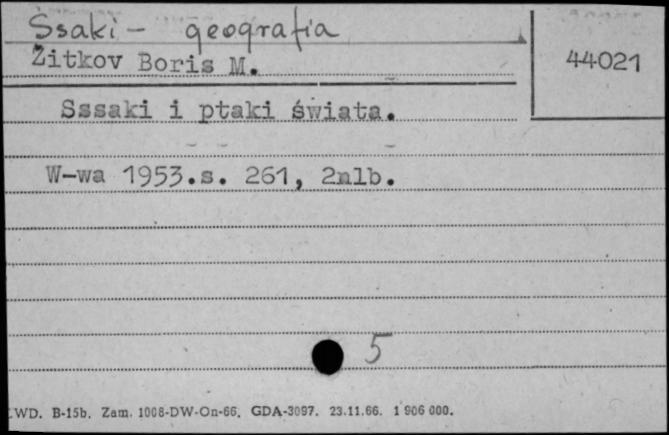 Ssaki - geografia
Žitkov Boris M.
44021
Sssaki i ptaki świata.
W-wa 1953.s. 261, 2nlb.
5
WD. B-15b. Zam. 1008-DW-On-66. GDA-3097. 23.11.66. 1 906 000.